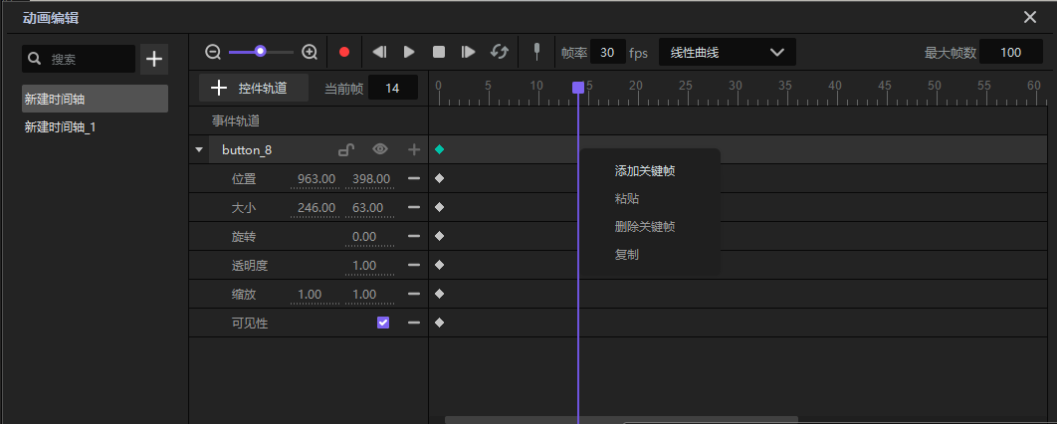 动画编辑
搜索
帧率 30 fps 线性曲线 最大帧数 100
控件轨道 当前帧 14 0 5 10 15 20 25 30 35 40 45 50 55 60
新建时间轴
事件轨道
新建时间轴_1
button_8
位置 963.00 398.00
大小 246.00 63.00
旋转 0.00
透明度 1.00
缩放 1.00 1.00
可见性
添加关键帧
粘贴
删除关键帧
复制